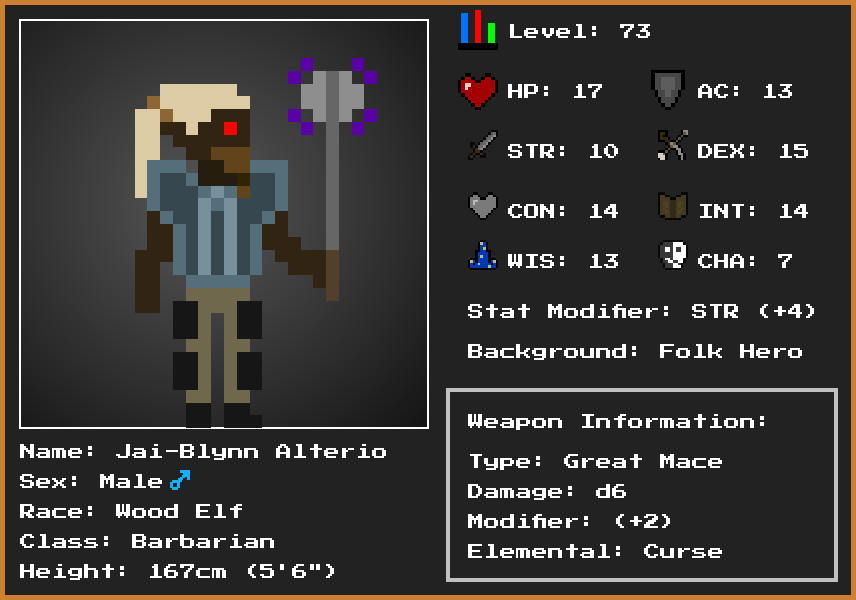 Level: 73
HP: 17
AC: 13
STR: 10
DEX: 15
CON: 14
INT: 14
WIS: 13
CHA: 7
Stat Modifier: STR (+4)
Background: Folk Hero
Weapon Information:
Type: Great Mace
Damage: d6
Modifier: (+2)
Elemental: Curse
Name: Jai-Blynn Alterio
Sex: Male ♂
Race: Wood Elf
Class: Barbarian
Height: 167cm (5'6")